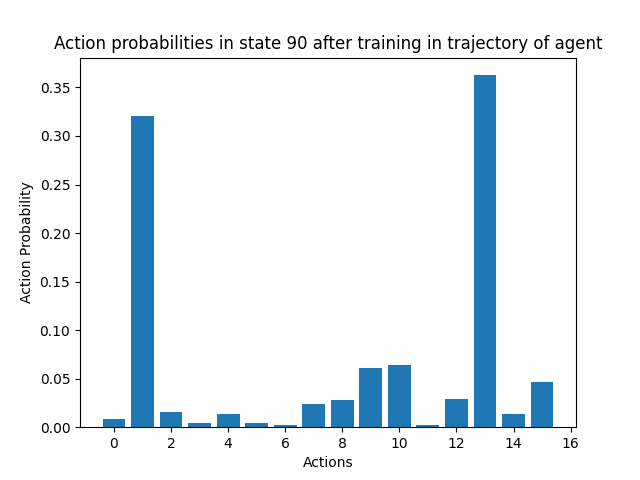 Action probabilities in state 90 after training in trajectory of agent
0.35
0.30
0.25
0.20
0.15
0.10
0.05
0.00
Action Probability
0 2 4 6 8 10 12 14 16
Actions